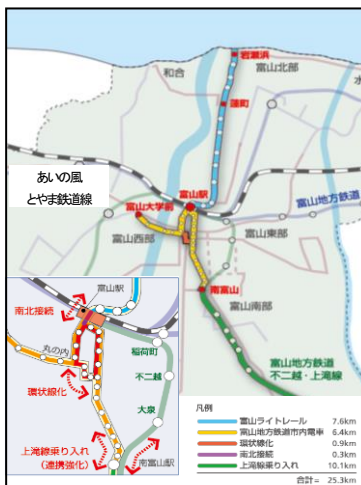 岩瀬浜
和合
富山北部
水
蓮町
あいの風
とやま鉄道線
富山駅
富山大学前
富山地方鉄道
富山西部
富山東部
南富山
富山南部
富山地方鉄道
不二越・上滝線
富山駅
南北接続
丸の内
稲荷町
環状線化
不二越
大泉
上滝線乗り入れ
(連携強化)
南富山駅
凡例
富山ライトレール 7.6km
富山地方鉄道市内電車 6.4km
環状線化 0.9km
南北接続 0.3km
上滝線乗り入れ 10.1km
合計= 25.3km